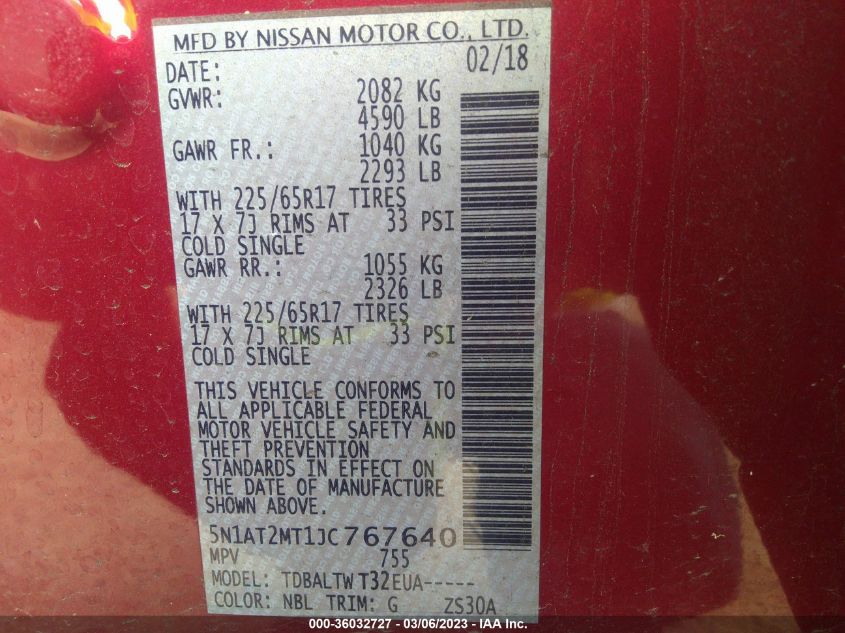 MFD BY NISSAN MOTOR CO., LTD.
DATE: 02/18
GVWR: 2082 KG
4590 LB
GAWR FR.: 1040 KG
2293 LB
WITH 225/65R17 TIRES
17 X 7J RIMS AT 33 PSI
COLD SINGLE
GAWR RR.: 1055 KG
2326 LB
WITH 225/65R17 TIRES
17 X 7J RIMS AT 33 PSI
COLD SINGLE
THIS VEHICLE CONFORMS TO
ALL APPLICABLE FEDERAL
MOTOR VEHICLE SAFETY AND
THEFT PREVENTION
STANDARDS IN EFFECT ON
THE DATE OF MANUFACTURE
SHOWN ABOVE.
5N1AT2MT1JC767640
MPV 755
MODEL: TDBALTW T32EUA-----
COLOR: NBL TRIM: G ZS30A
000-36032727 - 03/06/2023 - IAA Inc.